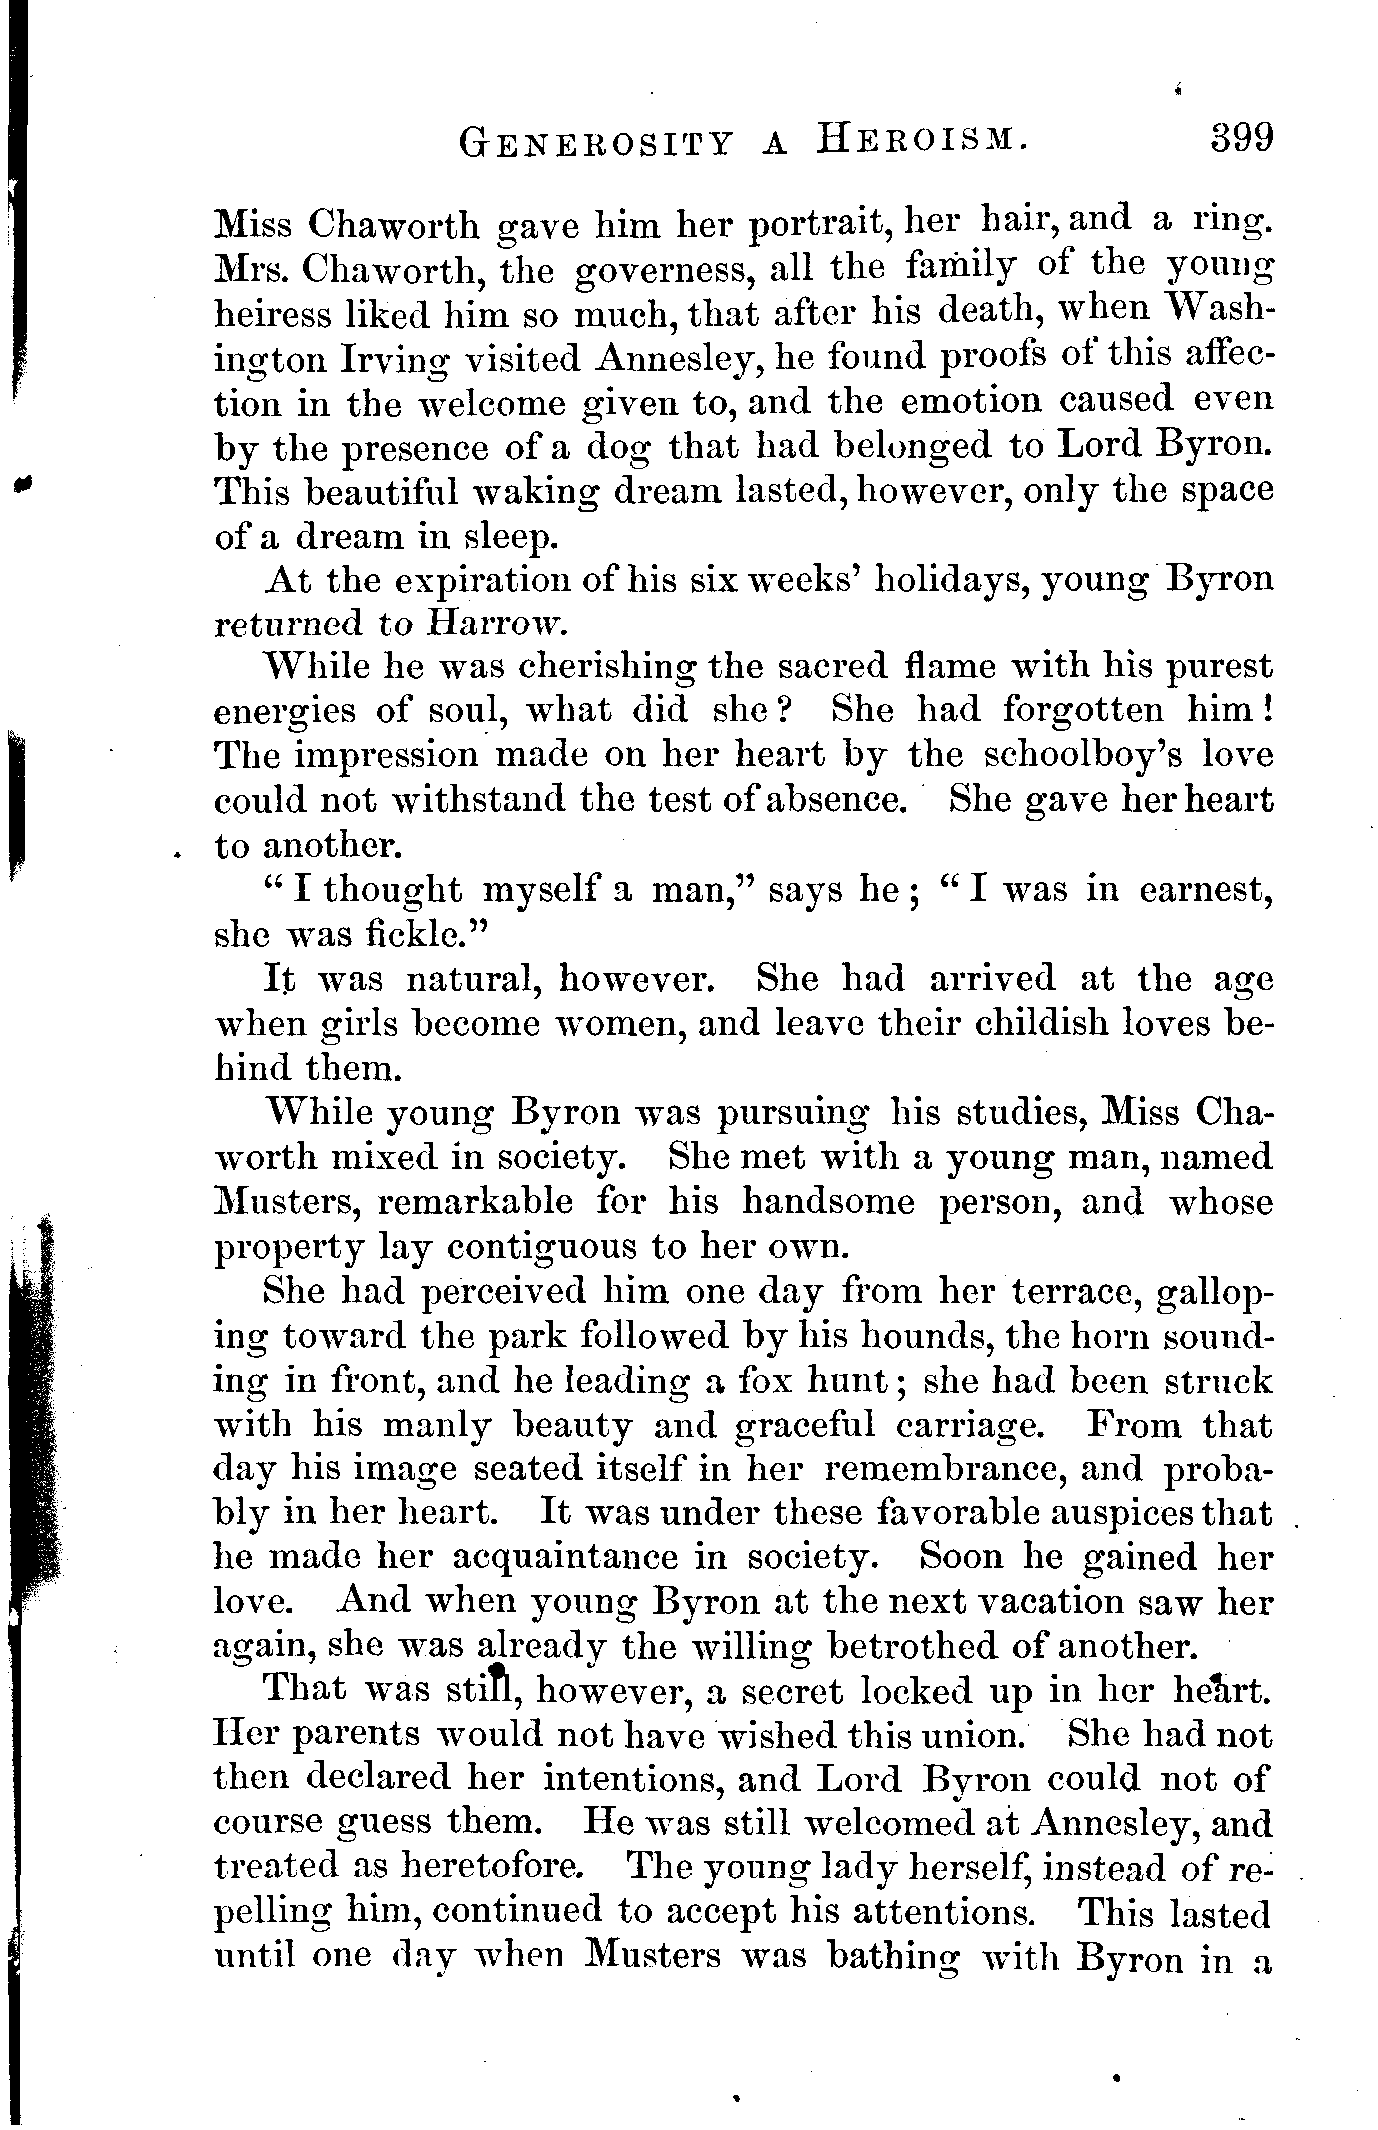 GENEROSITY A HEROISM. 399
Miss Chaworth gave him her portrait, her hair, and a ring.
Mrs. Chaworth, the governess, all the family of the young
heiress liked him so much, that after his death, when Wash-
ington Irving visited Annesley, he found proofs of this affec-
tion in the welcome given to, and the emotion caused even
by the presence of a dog that had belonged to Lord Byron.
This beautiful waking dream lasted, however, only the space
of a dream in sleep.
At the expiration of his six weeks' holidays, young Byron
returned to Harrow.
While he was cherishing the sacred flame with his purest
energies of soul, what did she? She had forgotten him!
The impression made on her heart by the schoolboy's love
could not withstand the test of absence. She gave her heart
to another.
"I thought myself a man," says he; "I was in earnest,
she was fickle."
It was natural, however. She had arrived at the age
when girls become women, and leave their childish loves be-
hind them.
While young Byron was pursuing his studies, Miss Cha-
worth mixed in society. She met with a young man, named
Musters, remarkable for his handsome person, and whose
property lay contiguous to her own.
She had perceived him one day from her terrace, gallop-
ing toward the park followed by his hounds, the horn sound-
ing in front, and he leading a fox hunt; she had been struck
with his manly beauty and graceful carriage. From that
day his image seated itself in her remembrance, and proba-
bly in her heart. It was under these favorable auspices that
he made her acquaintance in society. Soon he gained her
love. And when young Byron at the next vacation saw her
again, she was already the willing betrothed of another.
That was still, however, a secret locked up in her heart.
Her parents would not have wished this union. She had not
then declared her intentions, and Lord Byron could not of
course guess them. He was still welcomed at Annesley, and
treated as heretofore. The young lady herself, instead of re-
pelling him, continued to accept his attentions. This lasted
until one day when Musters was bathing with Byron in a